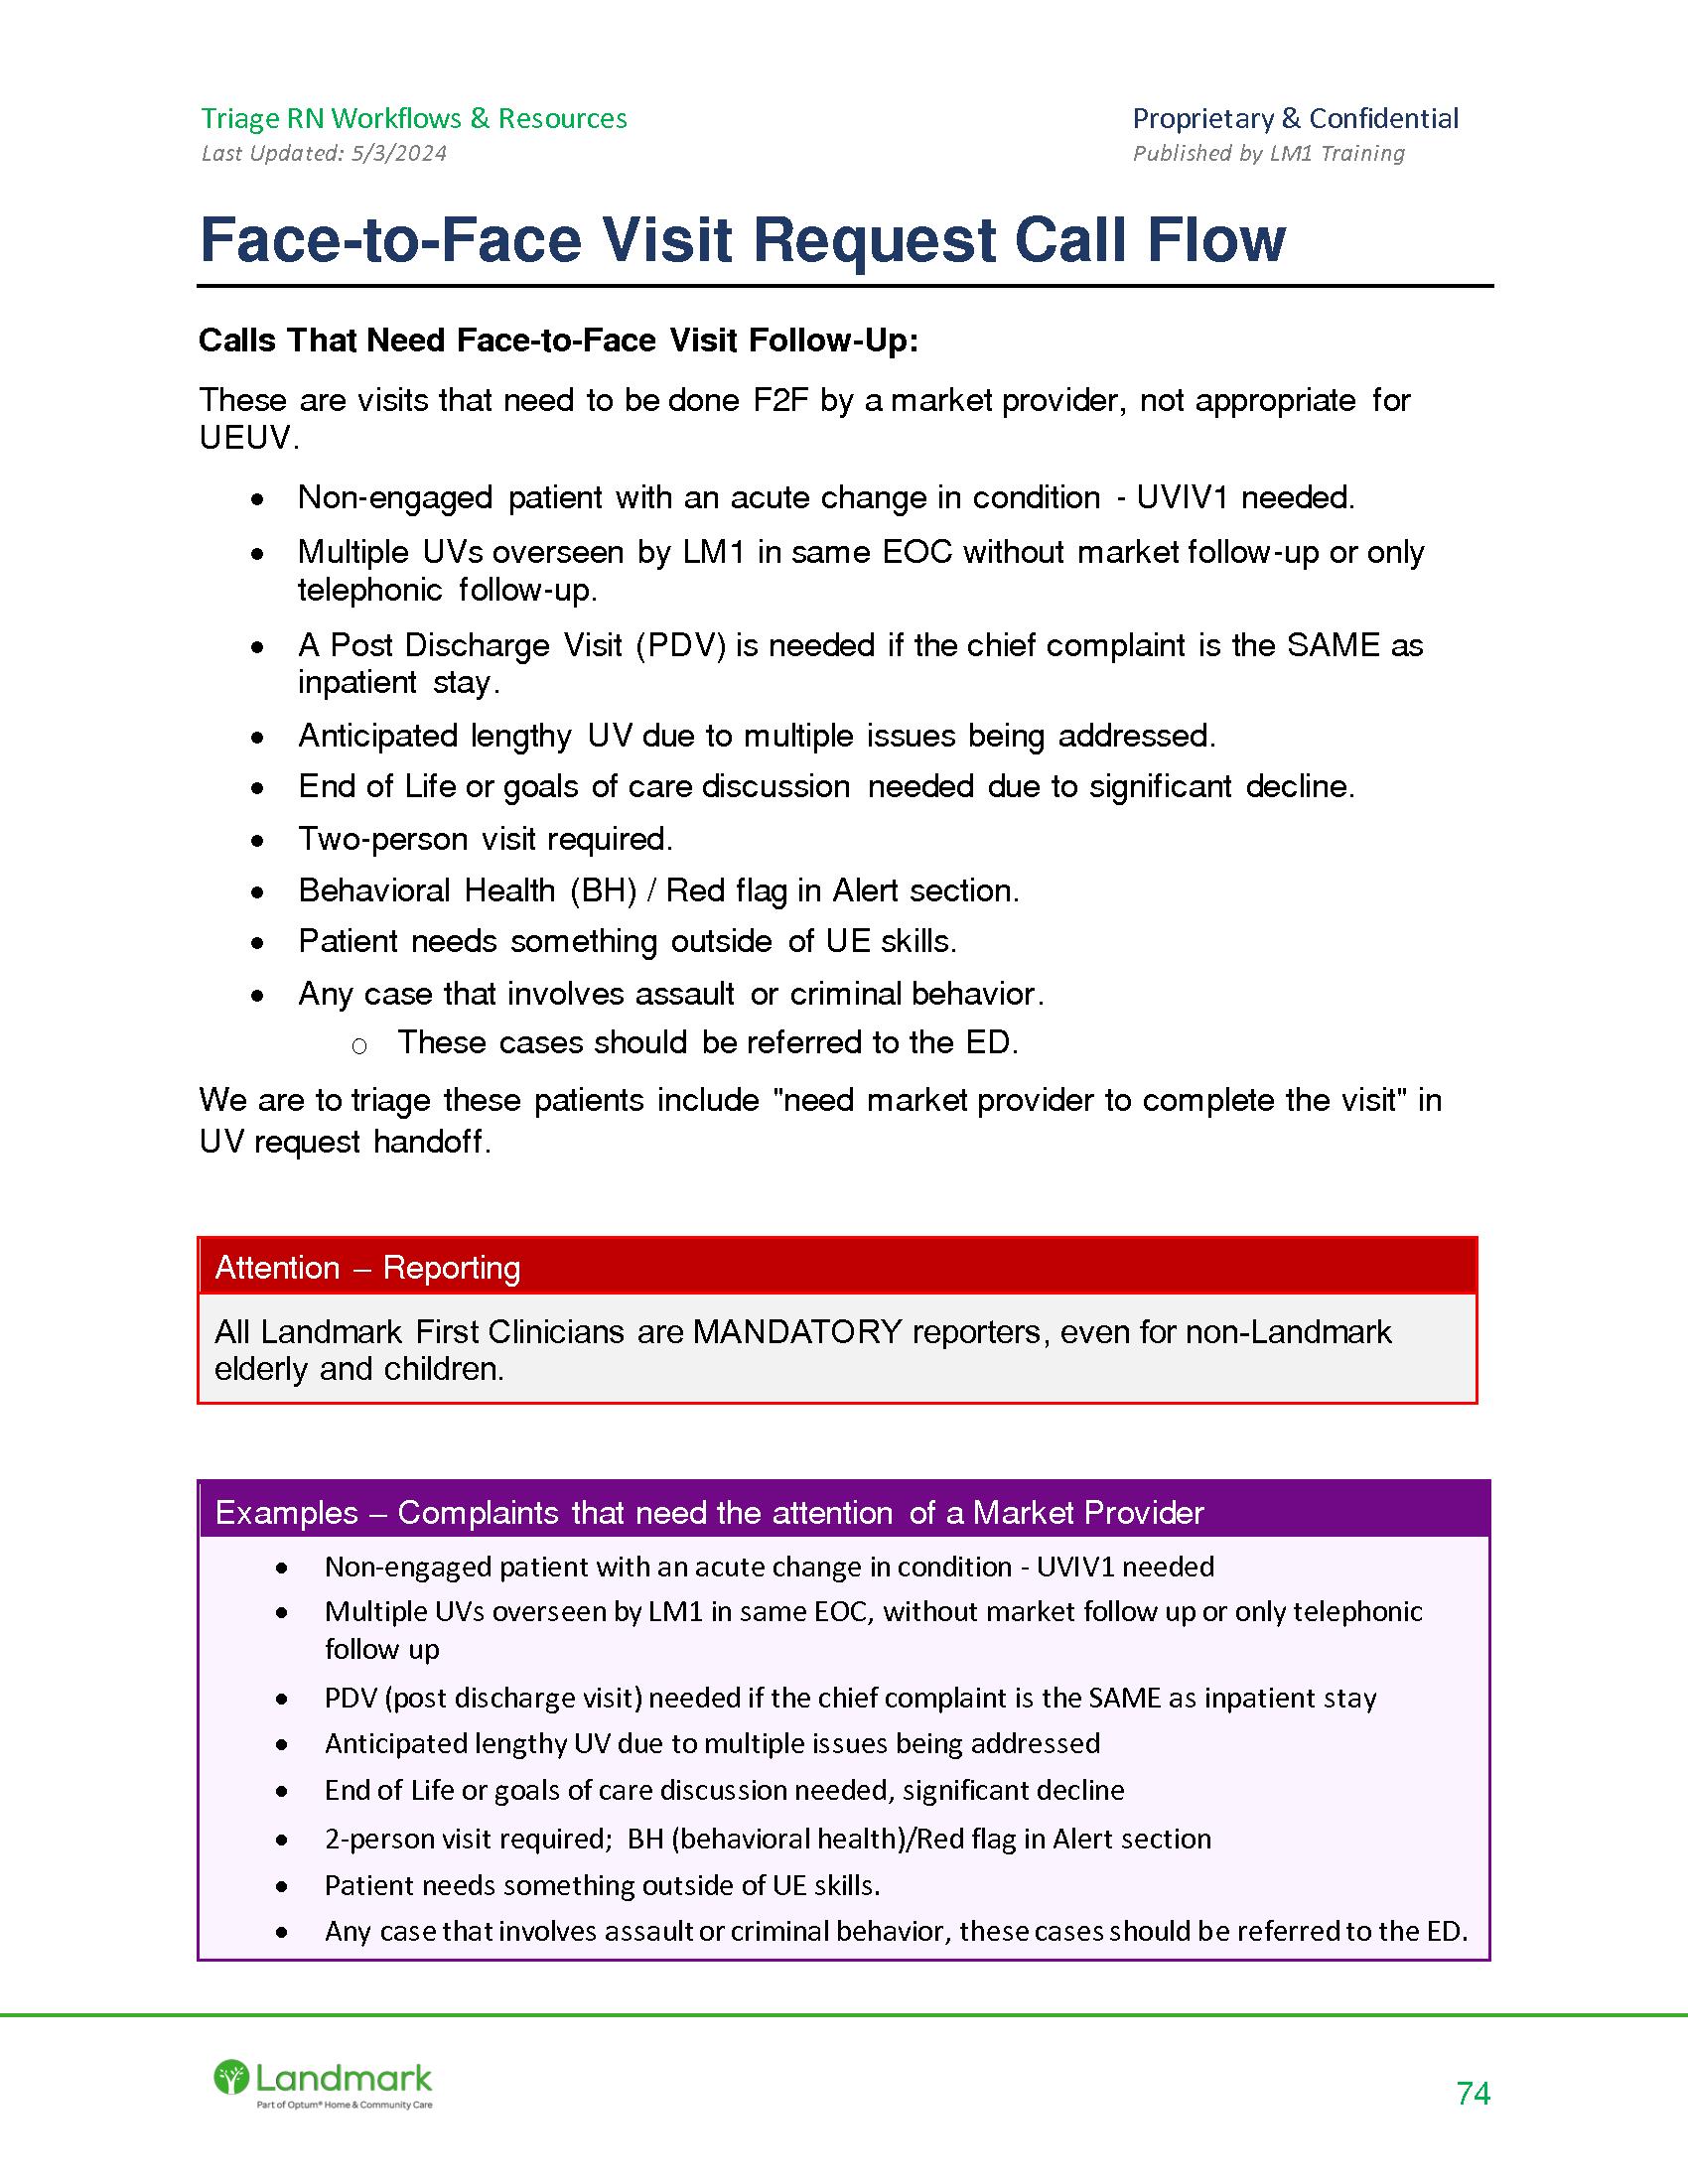 Triage RN Workflows & Resources
Proprietary & Confidential
Last Updated: 5/3/2024
Published by LM1 Training
Face-to-Face Visit Request Call Flow
Calls That Need Face-to-Face Visit Follow-Up:
These are visits that need to be done F2F by a market provider, not appropriate for
UEUV.
• Non-engaged patient with an acute change in condition - UVIV1 needed.
• Multiple UVs overseen by LM1 in same EOC without market follow-up or only
telephonic follow-up.
• A Post Discharge Visit (PDV) is needed if the chief complaint is the SAME as
inpatient stay.
• Anticipated lengthy UV due to multiple issues being addressed.
• End of Life or goals of care discussion needed due to significant decline.
• Two-person visit required.
• Behavioral Health (BH) / Red flag in Alert section.
• Patient needs something outside of UE skills.
• Any case that involves assault or criminal behavior.
o These cases should be referred to the ED.
We are to triage these patients include "need market provider to complete the visit" in
UV request handoff.
Attention – Reporting
All Landmark First Clinicians are MANDATORY reporters, even for non-Landmark
elderly and children.
Examples – Complaints that need the attention of a Market Provider
• Non-engaged patient with an acute change in condition - UVIV1 needed
• Multiple UVs overseen by LM1 in same EOC, without market follow up or only telephonic
follow up
• PDV (post discharge visit) needed if the chief complaint is the SAME as inpatient stay
• Anticipated lengthy UV due to multiple issues being addressed
• End of Life or goals of care discussion needed, significant decline
• 2-person visit required; BH (behavioral health)/Red flag in Alert section
• Patient needs something outside of UE skills.
• Any case that involves assault or criminal behavior, these cases should be referred to the ED.
Landmark
Part of Optum® Home & Community Care
74